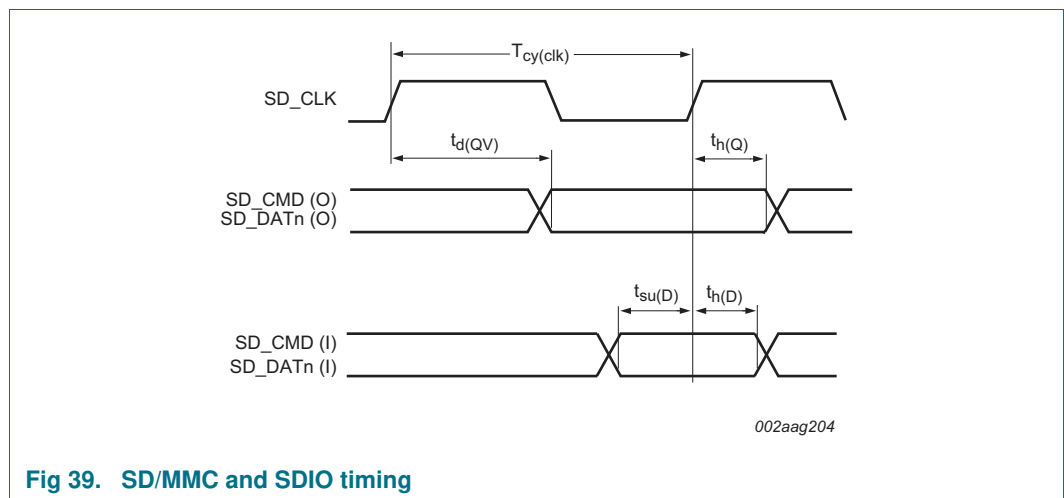 Tcy(clk)
SD_CLK
td(QV)
th(Q)
SD_CMD (O)
SD_DATn (O)
tsu(D)
th(D)
SD_CMD (I)
SD_DATn (I)
002aag204
Fig 39. SD/MMC and SDIO timing